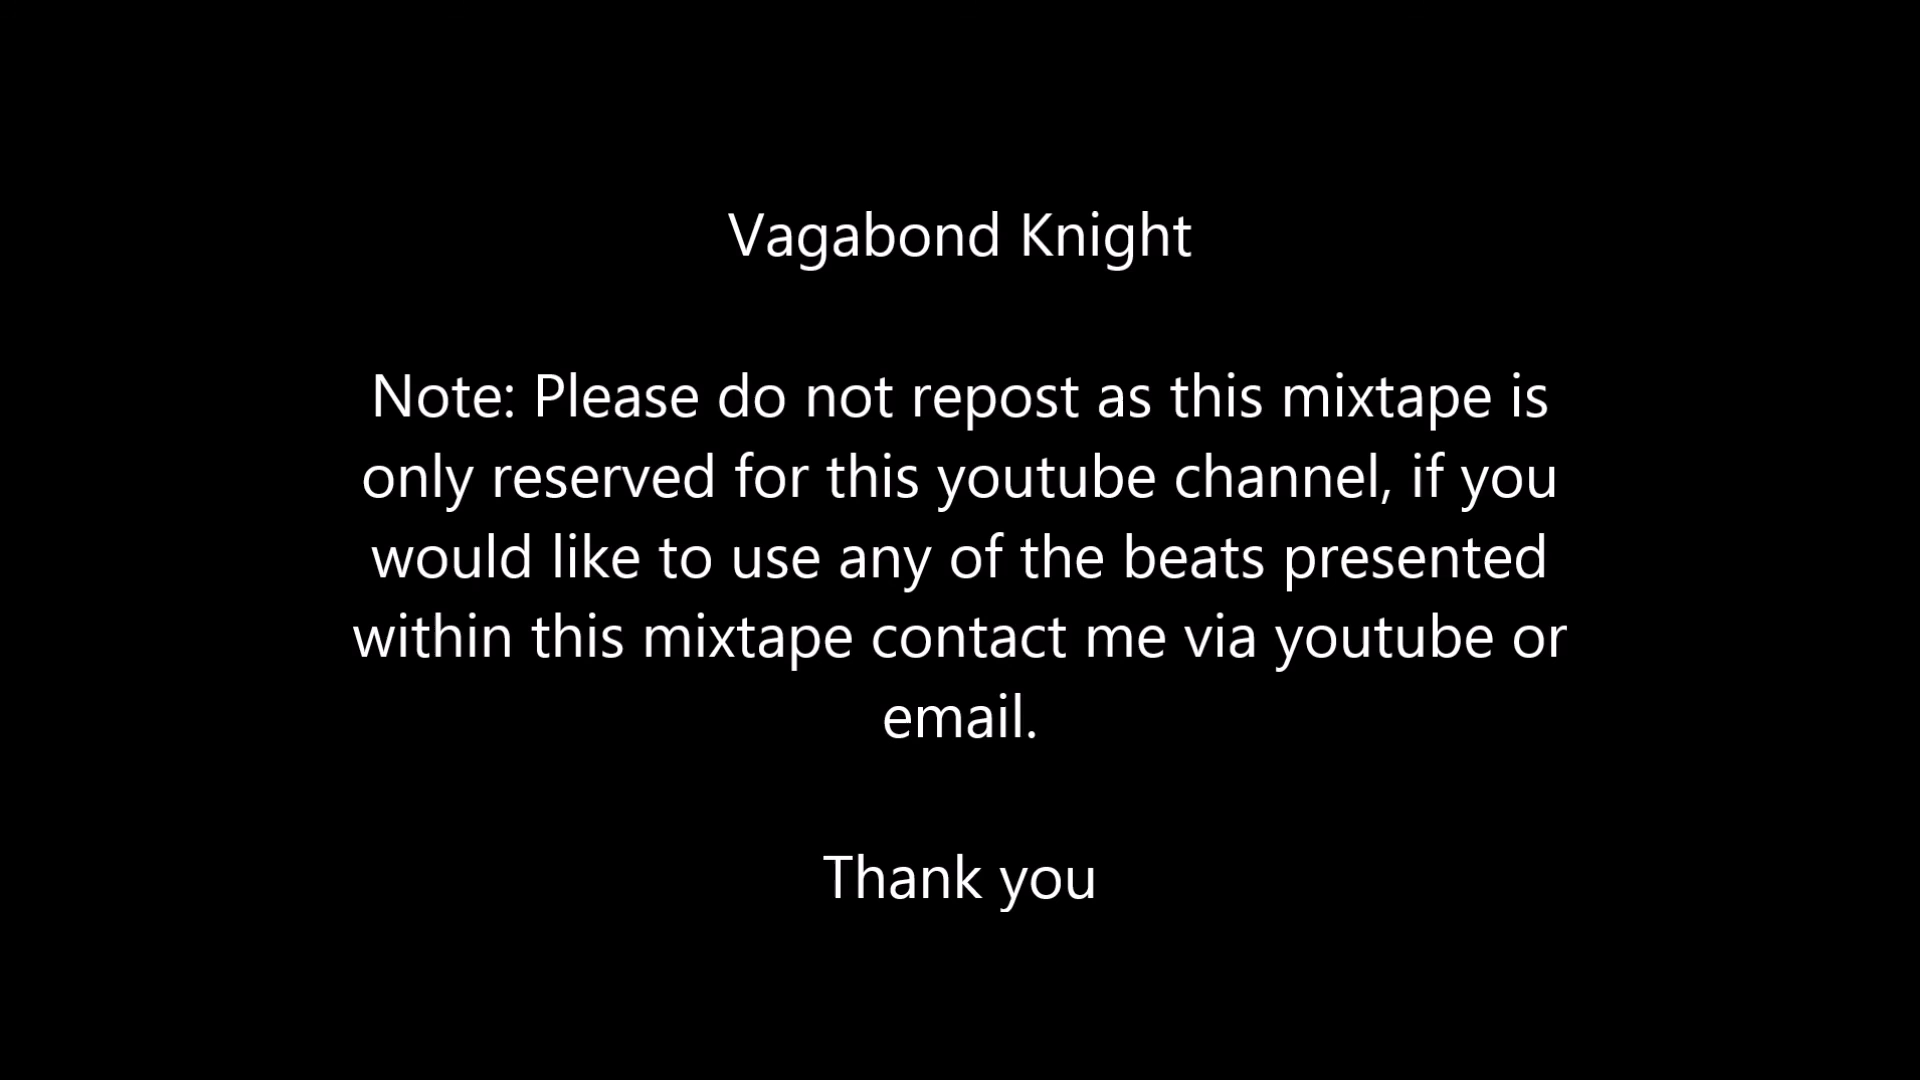 Vagabond Knight
Note: Please do not repost as this mixtape is
only reserved for this youtube channel, if you
would like to use any of the beats presented
within this mixtape contact me via youtube or
email.
Thank you